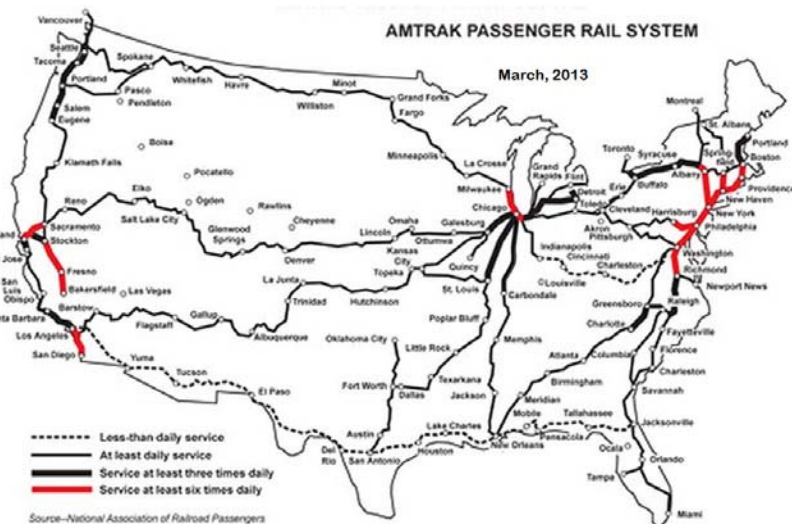 AMTRAK PASSENGER RAIL SYSTEM
March, 2013
Vancouver
Seattle
Tacoma
Spokane
Portland
Pasco
Pendleton
Salem
Eugene
Whitefish
Havre
Minot
Williston
Grand Forks
Fargo
Minneapolis
La Crosse
Milwaukee
Chicago
Grand
Rapids
Flint
Detroit
Toledo
Toronto
Syracuse
Buffalo
Erie
Cleveland
Akron
Pittsburgh
Montreal
St. Albans
Portland
Boston
Spring-
field
Albany
Providence
New Haven
New York
Harrisburg
Philadelphia
Washington
Richmond
Newport News
Boise
Pocatello
Ogden
Rawlins
Cheyenne
Klamath Falls
Reno
Elko
Salt Lake City
Glenwood
Springs
Denver
Lincoln
Omaha
Ottumwa
Galesburg
Quincy
Kansas
City
Topeka
St. Louis
Indianapolis
Cincinnati
Charleston
Louisville
Carbondale
Sacramento
Stockton
land
Jose
Fresno
San
Luis
Obispo
Bakersfield
Las Vegas
nta Barbara
Barstow
Los Angeles
San Diego
Flagstaff
Gallup
Albuquerque
La Junta
Trinidad
Hutchinson
Oklahoma City
Poplar Bluff
Little Rock
Memphis
Greensboro
Raleigh
Charlotte
Fayetteville
Florence
Columbia
Charleston
Savannah
Atlanta
Birmingham
Meridian
Jackson
Texarkana
Dallas
Fort Worth
Yuma
Tucson
El Paso
Austin
Del
Rio
San Antonio
Houston
Lake Charles
New Orleans
Mobile
Pensacola
Tallahassee
Jacksonville
Ocala
Orlando
Tampa
Miami
Less-than daily service
At least daily service
Service at least three times daily
Service at least six times daily
Source--National Association of Railroad Passengers